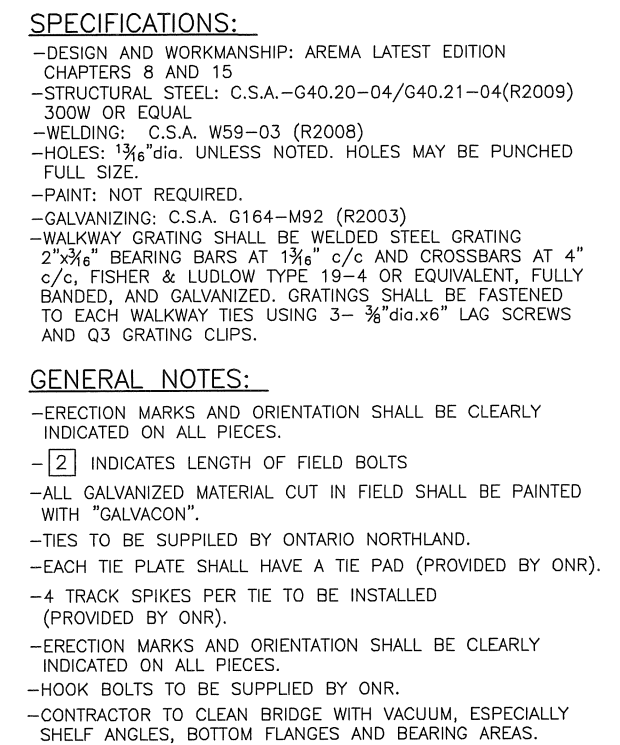 SPECIFICATIONS:
-DESIGN AND WORKMANSHIP: AREMA LATEST EDITION
CHAPTERS 8 AND 15
-STRUCTURAL STEEL: C.S.A.-G40.20-04/G40.21-04(R2009)
300W OR EQUAL
-WELDING: C.S.A. W59-03 (R2008)
-HOLES: 13/16"dia. UNLESS NOTED. HOLES MAY BE PUNCHED
FULL SIZE.
-PAINT: NOT REQUIRED.
-GALVANIZING: C.S.A. G164-M92 (R2003)
-WALKWAY GRATING SHALL BE WELDED STEEL GRATING
2"x3/16" BEARING BARS AT 1 3/16" c/c AND CROSSBARS AT 4"
c/c, FISHER & LUDLOW TYPE 19-4 OR EQUIVALENT, FULLY
BANDED, AND GALVANIZED. GRATINGS SHALL BE FASTENED
TO EACH WALKWAY TIES USING 3- 3/8"dia.x6" LAG SCREWS
AND Q3 GRATING CLIPS.
GENERAL NOTES:
-ERECTION MARKS AND ORIENTATION SHALL BE CLEARLY
INDICATED ON ALL PIECES.
- 2 INDICATES LENGTH OF FIELD BOLTS
-ALL GALVANIZED MATERIAL CUT IN FIELD SHALL BE PAINTED
WITH "GALVACON".
-TIES TO BE SUPPILED BY ONTARIO NORTHLAND.
-EACH TIE PLATE SHALL HAVE A TIE PAD (PROVIDED BY ONR).
-4 TRACK SPIKES PER TIE TO BE INSTALLED
(PROVIDED BY ONR).
-ERECTION MARKS AND ORIENTATION SHALL BE CLEARLY
INDICATED ON ALL PIECES.
-HOOK BOLTS TO BE SUPPLIED BY ONR.
-CONTRACTOR TO CLEAN BRIDGE WITH VACUUM, ESPECIALLY
SHELF ANGLES, BOTTOM FLANGES AND BEARING AREAS.